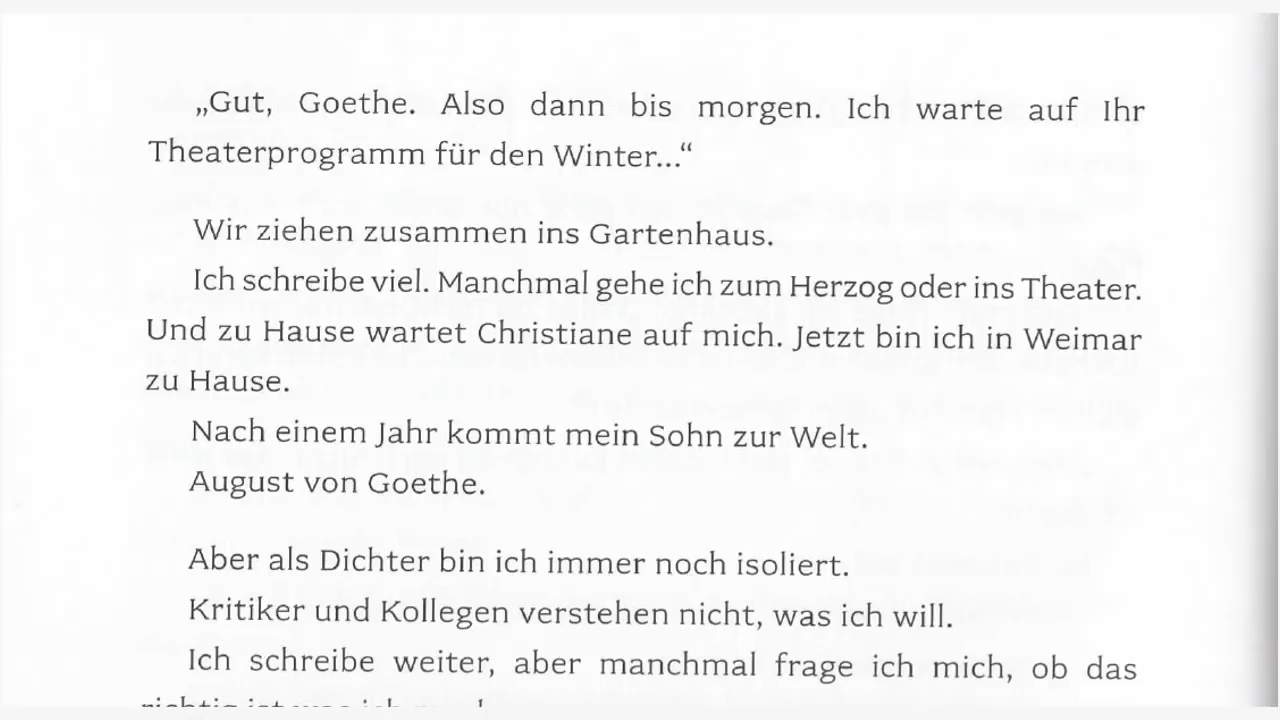 „Gut, Goethe. Also dann bis morgen. Ich warte auf Ihr
Theaterprogramm für den Winter...“
Wir ziehen zusammen ins Gartenhaus.
Ich schreibe viel. Manchmal gehe ich zum Herzog oder ins Theater.
Und zu Hause wartet Christiane auf mich. Jetzt bin ich in Weimar
zu Hause.
Nach einem Jahr kommt mein Sohn zur Welt.
August von Goethe.
Aber als Dichter bin ich immer noch isoliert.
Kritiker und Kollegen verstehen nicht, was ich will.
Ich schreibe weiter, aber manchmal frage ich mich, ob das